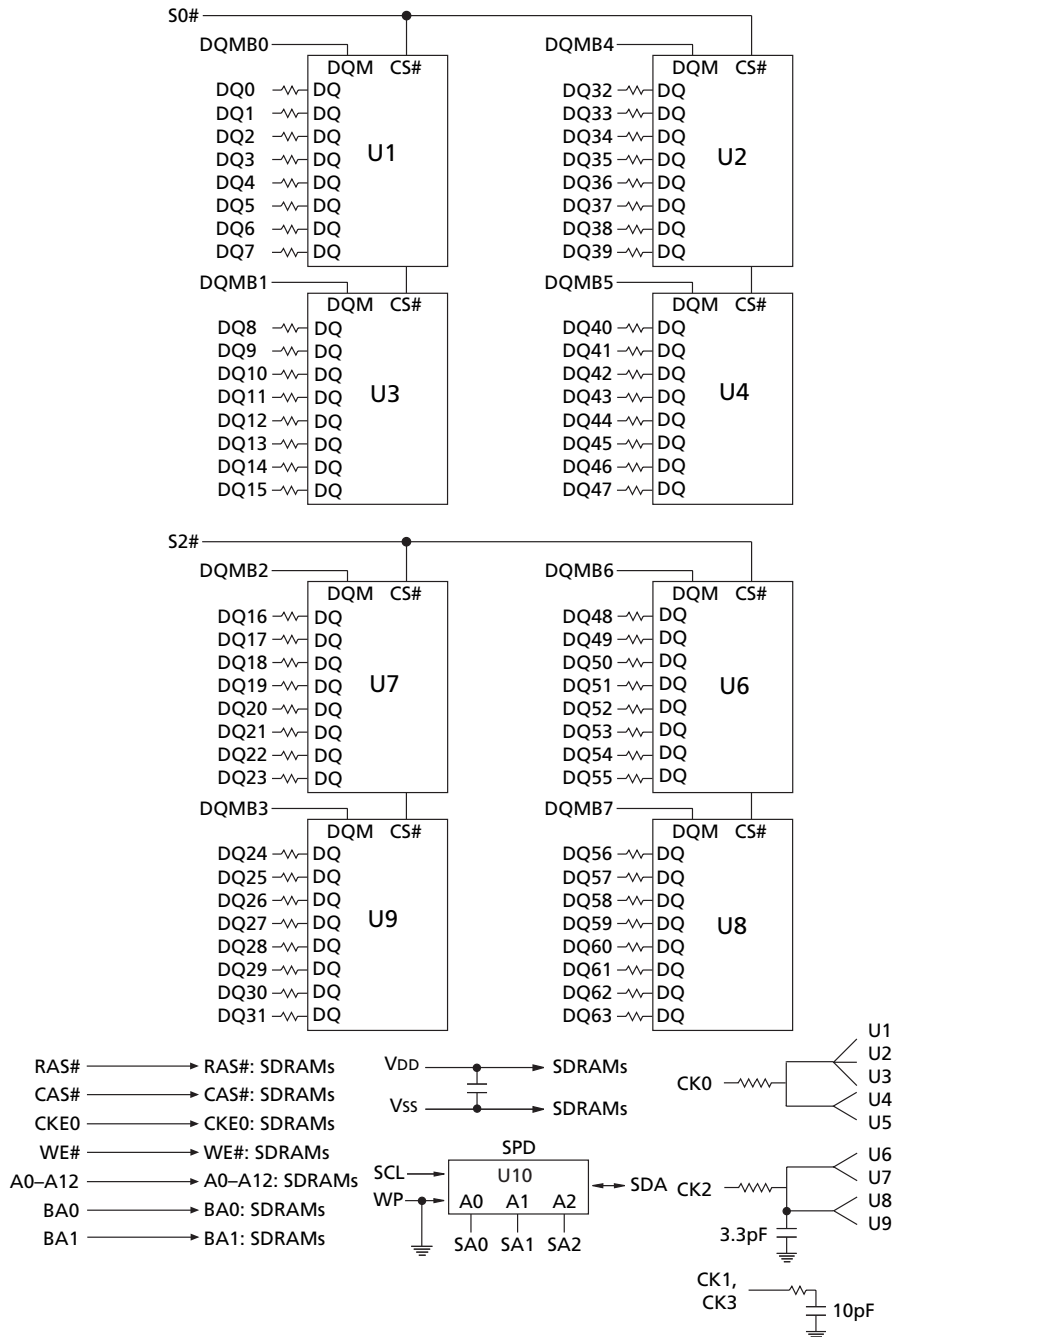 S0#
DQMB0
DQM CS#
DQ0 DQ
DQ1 DQ
DQ2 DQ
DQ3 DQ
DQ4 DQ
DQ5 DQ
DQ6 DQ
DQ7 DQ
U1
DQMB4
DQM CS#
DQ32 DQ
DQ33 DQ
DQ34 DQ
DQ35 DQ
DQ36 DQ
DQ37 DQ
DQ38 DQ
DQ39 DQ
U2
DQMB1
DQM CS#
DQ8 DQ
DQ9 DQ
DQ10 DQ
DQ11 DQ
DQ12 DQ
DQ13 DQ
DQ14 DQ
DQ15 DQ
U3
DQMB5
DQM CS#
DQ40 DQ
DQ41 DQ
DQ42 DQ
DQ43 DQ
DQ44 DQ
DQ45 DQ
DQ46 DQ
DQ47 DQ
U4
S2#
DQMB2
DQM CS#
DQ16 DQ
DQ17 DQ
DQ18 DQ
DQ19 DQ
DQ20 DQ
DQ21 DQ
DQ22 DQ
DQ23 DQ
U7
DQMB6
DQM CS#
DQ48 DQ
DQ49 DQ
DQ50 DQ
DQ51 DQ
DQ52 DQ
DQ53 DQ
DQ54 DQ
DQ55 DQ
U6
DQMB3
DQM CS#
DQ24 DQ
DQ25 DQ
DQ26 DQ
DQ27 DQ
DQ28 DQ
DQ29 DQ
DQ30 DQ
DQ31 DQ
U9
DQMB7
DQM CS#
DQ56 DQ
DQ57 DQ
DQ58 DQ
DQ59 DQ
DQ60 DQ
DQ61 DQ
DQ62 DQ
DQ63 DQ
U8
RAS# RAS#: SDRAMs
CAS# CAS#: SDRAMs
CKE0 CKE0: SDRAMs
WE# WE#: SDRAMs
A0–A12 A0–A12: SDRAMs
BA0 BA0: SDRAMs
BA1 BA1: SDRAMs
VDD SDRAMs
VSS SDRAMs
SPD
U10
SCL
WP
A0 A1 A2
SDA
SA0 SA1 SA2
CK0
U1
U2
U3
U4
U5
CK2
U6
U7
U8
U9
3.3pF
CK1,
CK3
10pF